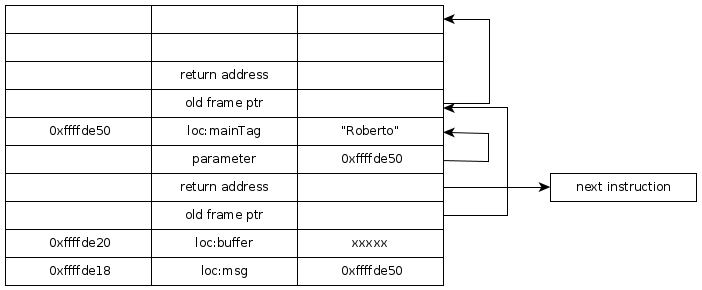 return address
old frame ptr
0xffffde50 loc:mainTag "Roberto"
parameter 0xffffde50
return address next instruction
old frame ptr
0xffffde20 loc:buffer xxxxx
0xffffde18 loc:msg 0xffffde50